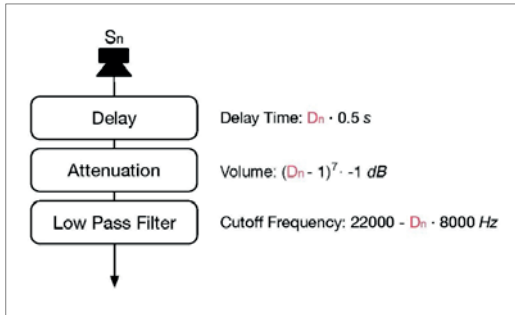 Sn
Delay
Delay Time: Dn · 0.5 s
Attenuation
Volume: (Dn - 1)⁷· -1 dB
Low Pass Filter
Cutoff Frequency: 22000 - Dn · 8000 Hz